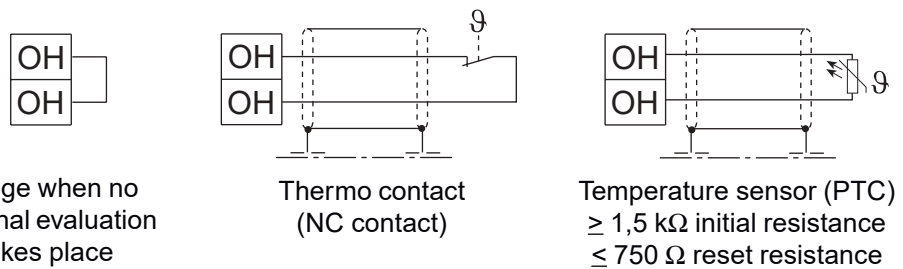 OH
OH
OH
OH
ϑ
OH
OH
ϑ
ge when no
nal evaluation
kes place
Thermo contact
(NC contact)
Temperature sensor (PTC)
≥ 1,5 kΩ initial resistance
≤ 750 Ω reset resistance